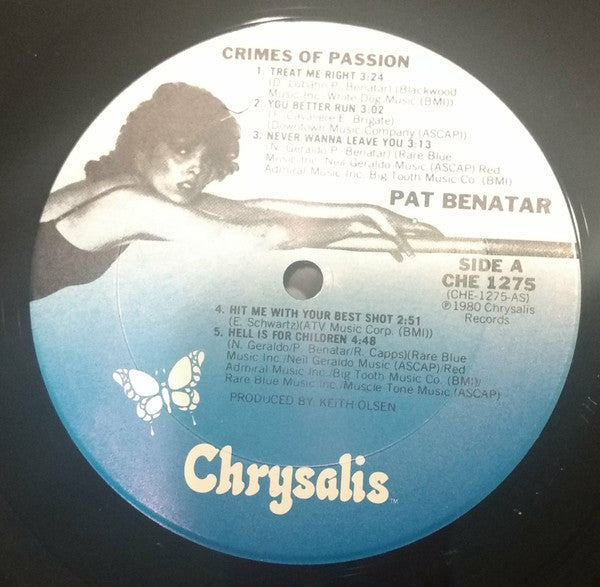 CRIMES OF PASSION
1. TREAT ME RIGHT 3:24
(D. Lubahn P. Benatar) (Blackwood
Music Inc. White Dog Music (BMI))
2. YOU BETTER RUN 3:02
(F. Cavaliere E. Brigate)
(Downtown Music Company (ASCAP))
3. NEVER WANNA LEAVE YOU 3:13
(N. Geraldo P. Benatar) (Rare Blue
Music Inc. Neil Geraldo Music (ASCAP) Red
Admiral Music Inc. Big Tooth Music Co. (BMI)
PAT BENATAR
SIDE A
CHE 1275
(CHE-1275-AS)
℗1980 Chrysalis
Records
4. HIT ME WITH YOUR BEST SHOT 2:51
(E. Schwartz)(ATV Music Corp. (BMI))
5. HELL IS FOR CHILDREN 4:48
(N. Geraldo/P. Benatar/R. Capps)(Rare Blue
Music Inc./Neil Geraldo Music (ASCAP)/Red
Admiral Music Inc./Big Tooth Music Co. (BMI)/
Rare Blue Music Inc./Muscle Tone Music (ASCAP)
PRODUCED BY: KEITH OLSEN
Chrysalis™